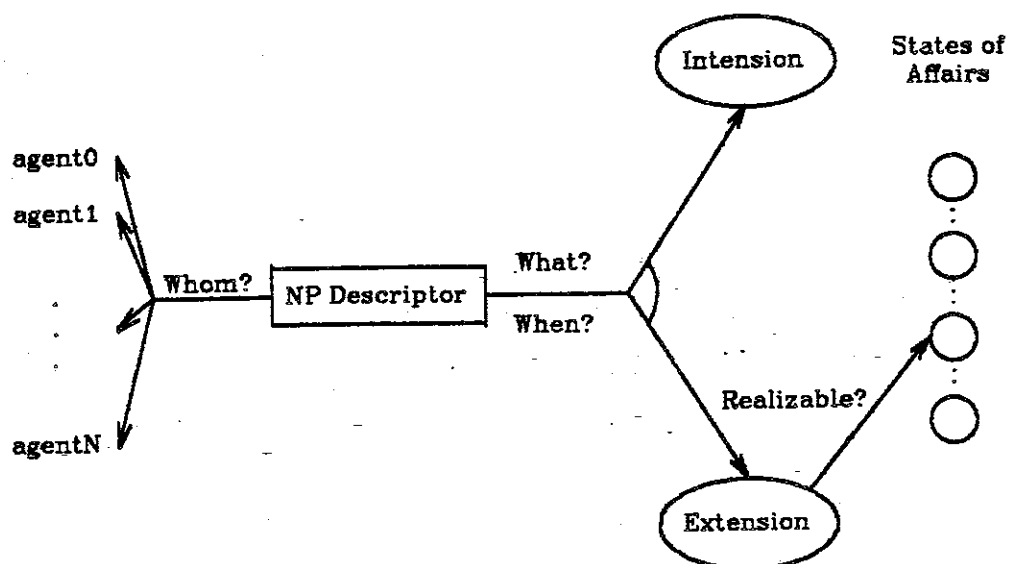 Intension
States of
Affairs
agent0
agent1
Whom?
NP Descriptor
What?
When?
Realizable?
agentN
Extension